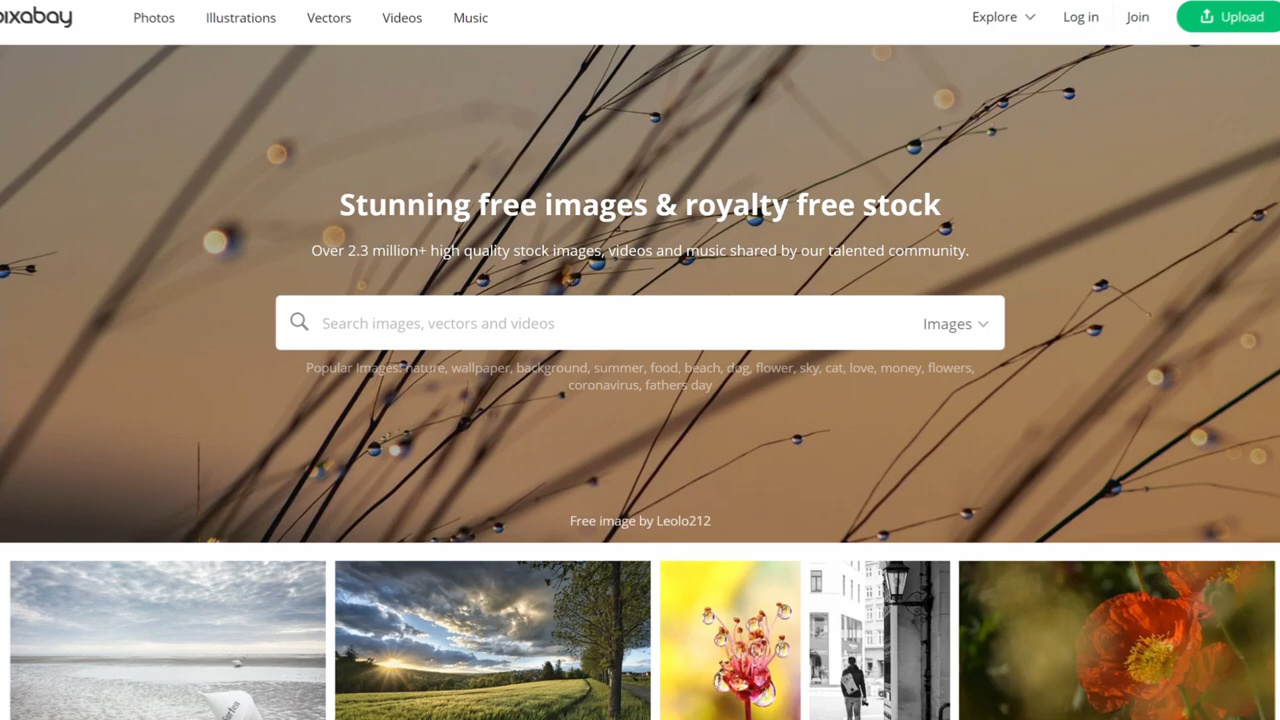 pixabay
Photos Illustrations Vectors Videos Music Explore Log in Join Upload
Stunning free images & royalty free stock
Over 2.3 million+ high quality stock images, videos and music shared by our talented community.
Search images, vectors and videos Images
Popular Images: nature, wallpaper, background, summer, food, beach, dog, flower, sky, cat, love, money, flowers,
coronavirus, fathers day
Free image by Leolo212